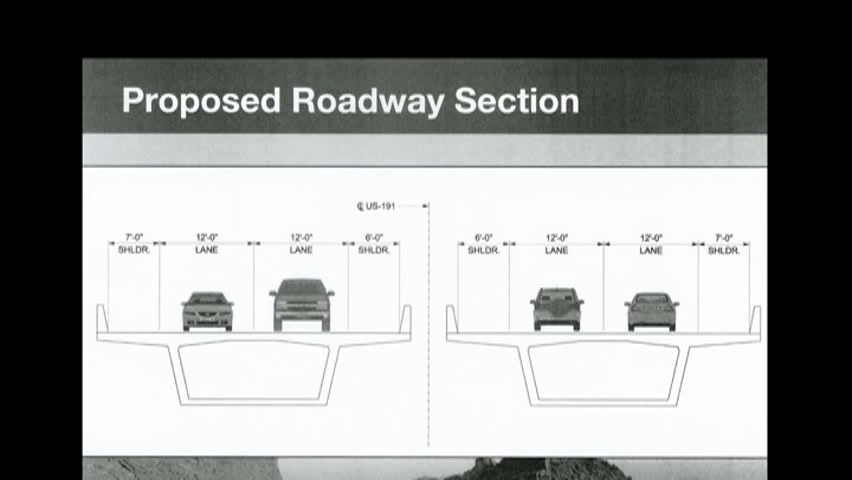 Proposed Roadway Section
℄ US-191
7'-0" 12'-0" 12'-0" 6'-0" 6'-0" 12'-0" 12'-0" 7'-0"
SHLDR. LANE LANE SHLDR. SHLDR. LANE LANE SHLDR.